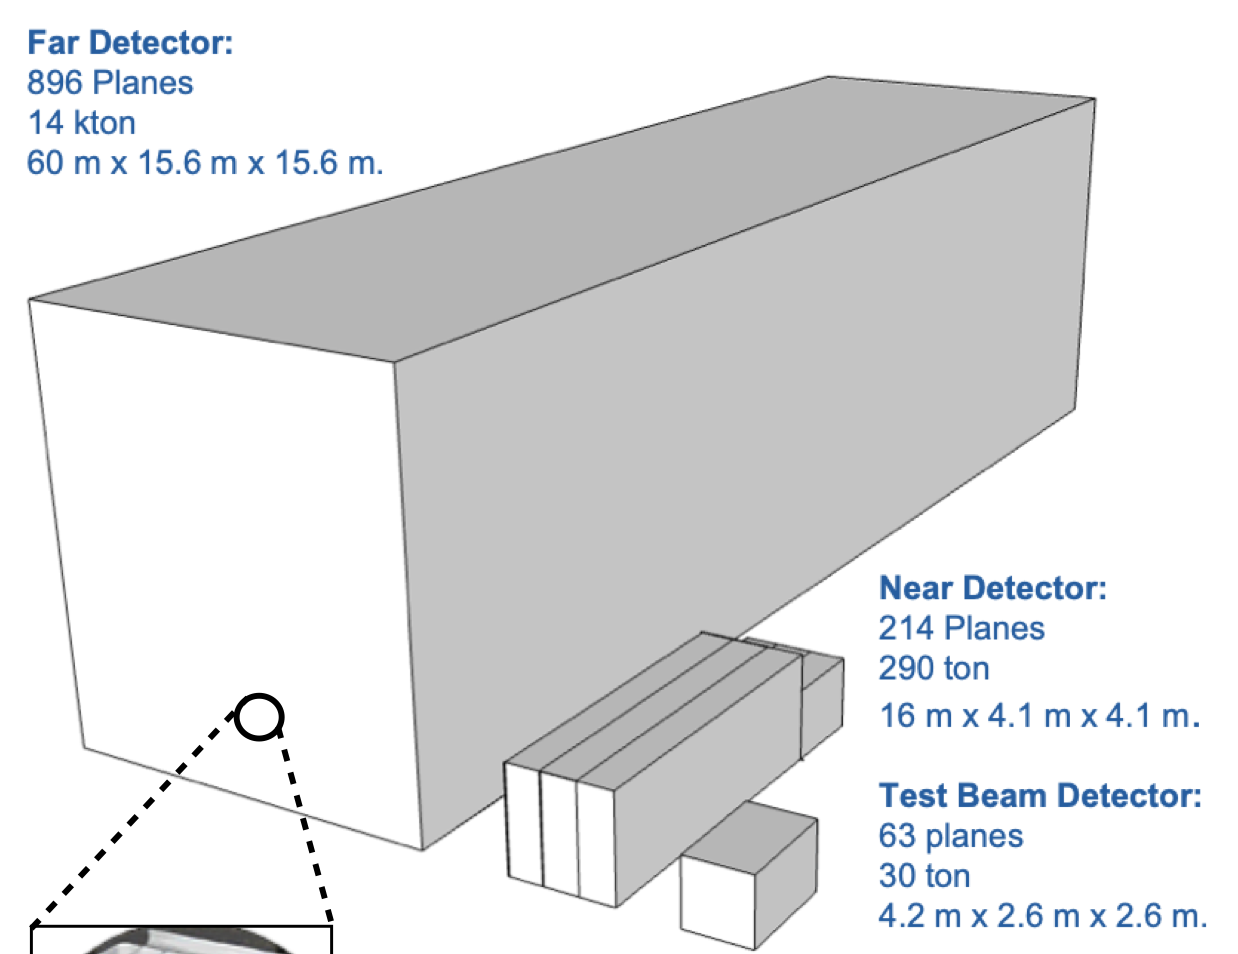 Far Detector:
896 Planes
14 kton
60 m x 15.6 m x 15.6 m.
Near Detector:
214 Planes
290 ton
16 m x 4.1 m x 4.1 m.
Test Beam Detector:
63 planes
30 ton
4.2 m x 2.6 m x 2.6 m.